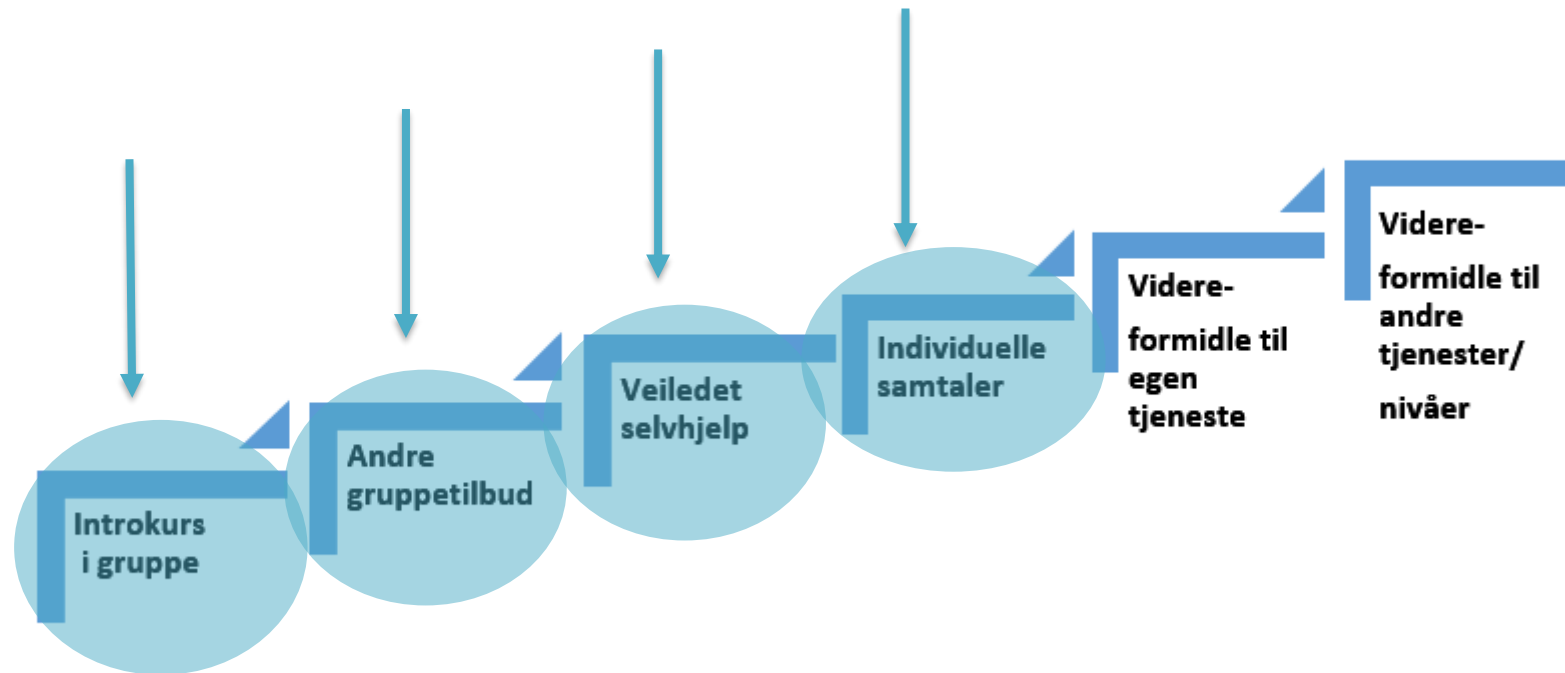 Introkurs
i gruppe
Andre
gruppetilbud
Veiledet
selvhjelp
Individuelle
samtaler
Videre-
formidle til
egen
tjeneste
Videre-
formidle til
andre
tjenester/
nivåer